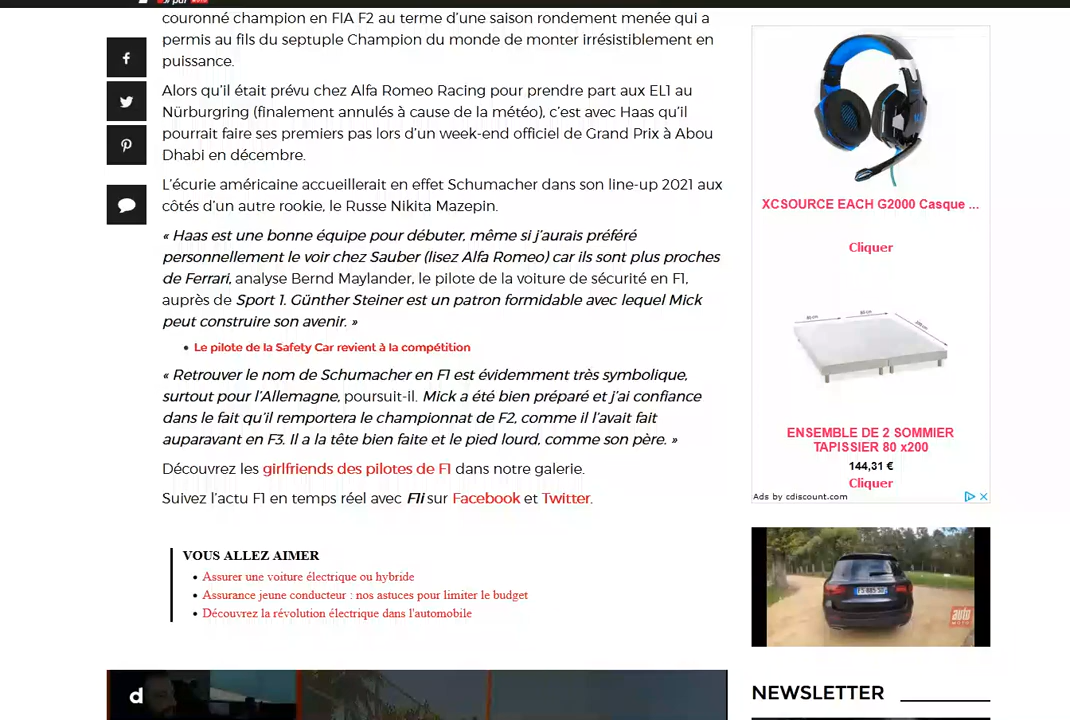 couronné champion en FIA F2 au terme d'une saison rondement menée qui a
permis au fils du septuple Champion du monde de monter irrésistiblement en
puissance.
Alors qu'il était prévu chez Alfa Romeo Racing pour prendre part aux EL1 au
Nürburgring (finalement annulés à cause de la météo), c'est avec Haas qu'il
pourrait faire ses premiers pas lors d'un week-end officiel de Grand Prix à Abou
Dhabi en décembre.
L'écurie américaine accueillerait en effet Schumacher dans son line-up 2021 aux
côtés d'un autre rookie, le Russe Nikita Mazepin.
« Haas est une bonne équipe pour débuter, même si j'aurais préféré
personnellement le voir chez Sauber (lisez Alfa Romeo) car ils sont plus proches
de Ferrari, analyse Bernd Maylander, le pilote de la voiture de sécurité en F1,
auprès de Sport 1. Günther Steiner est un patron formidable avec lequel Mick
peut construire son avenir. »
• Le pilote de la Safety Car revient à la compétition
« Retrouver le nom de Schumacher en F1 est évidemment très symbolique,
surtout pour l'Allemagne, poursuit-il. Mick a été bien préparé et j'ai confiance
dans le fait qu'il remportera le championnat de F2, comme il l'avait fait
auparavant en F3. Il a la tête bien faite et le pied lourd, comme son père. »
Découvrez les girlfriends des pilotes de F1 dans notre galerie.
Suivez l'actu F1 en temps réel avec F1i sur Facebook et Twitter.
VOUS ALLEZ AIMER
• Assurer une voiture électrique ou hybride
• Assurance jeune conducteur : nos astuces pour limiter le budget
• Découvrez la révolution électrique dans l'automobile
d
XCSOURCE EACH G2000 Casque ...
Cliquer
80 cm
80 cm
ENSEMBLE DE 2 SOMMIER
TAPISSIER 80 x200
144,31 €
Cliquer
Ads by cdiscount.com
auto
moto
NEWSLETTER